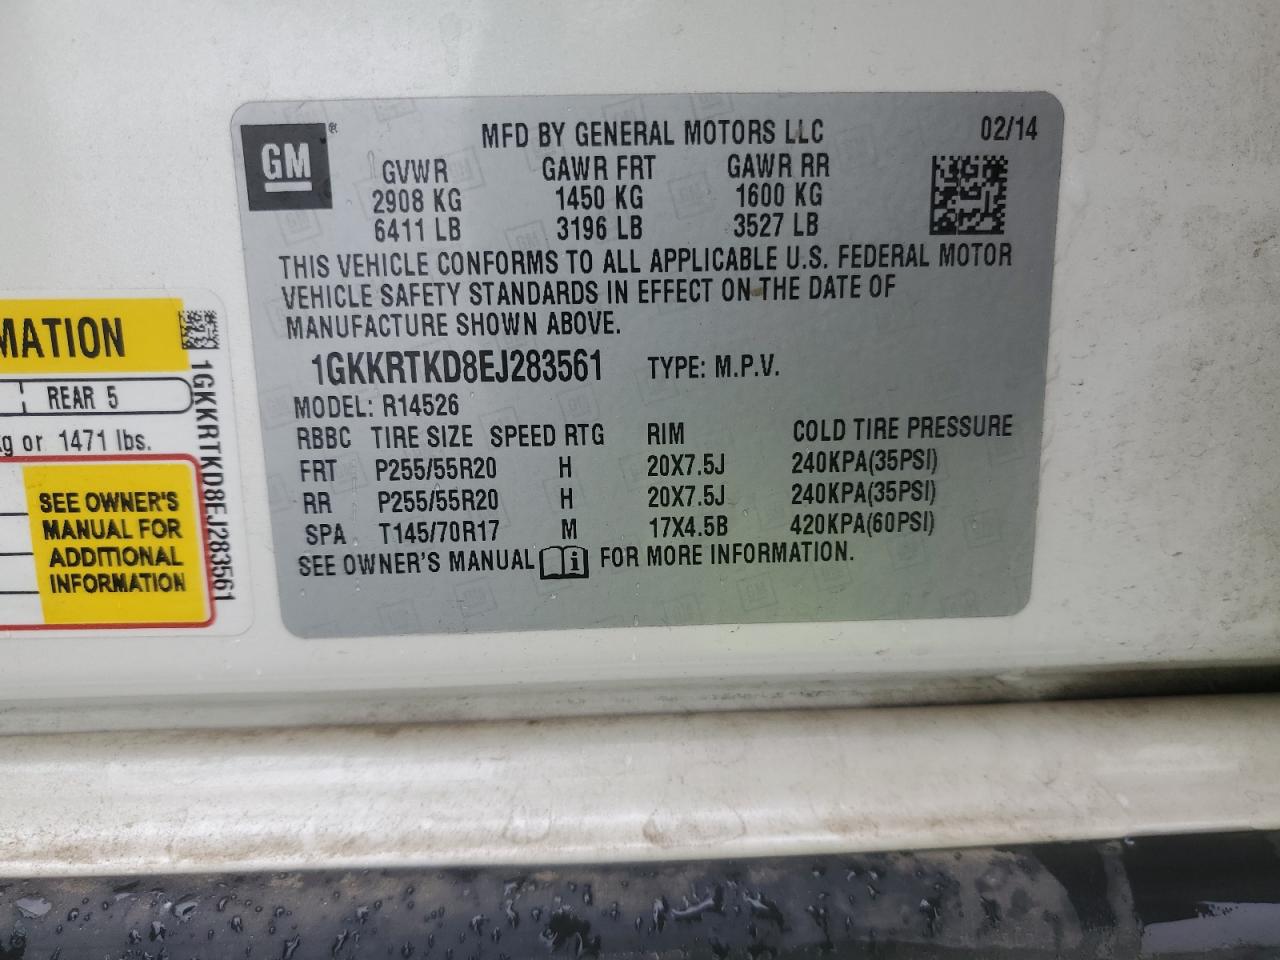 GM®
MFD BY GENERAL MOTORS LLC 02/14
GVWR GAWR FRT GAWR RR
2908 KG 1450 KG 1600 KG
6411 LB 3196 LB 3527 LB
THIS VEHICLE CONFORMS TO ALL APPLICABLE U.S. FEDERAL MOTOR
VEHICLE SAFETY STANDARDS IN EFFECT ON THE DATE OF
MANUFACTURE SHOWN ABOVE.
1GKKRTKD8EJ283561 TYPE: M.P.V.
MODEL: R14526
RBBC TIRE SIZE SPEED RTG RIM COLD TIRE PRESSURE
FRT P255/55R20 H 20X7.5J 240KPA(35PSI)
RR P255/55R20 H 20X7.5J 240KPA(35PSI)
SPA T145/70R17 M 17X4.5B 420KPA(60PSI)
SEE OWNER'S MANUAL FOR MORE INFORMATION.
MATION
REAR 5
kg or 1471 lbs.
SEE OWNER'S
MANUAL FOR
ADDITIONAL
INFORMATION
1GKKRTKD8EJ283561